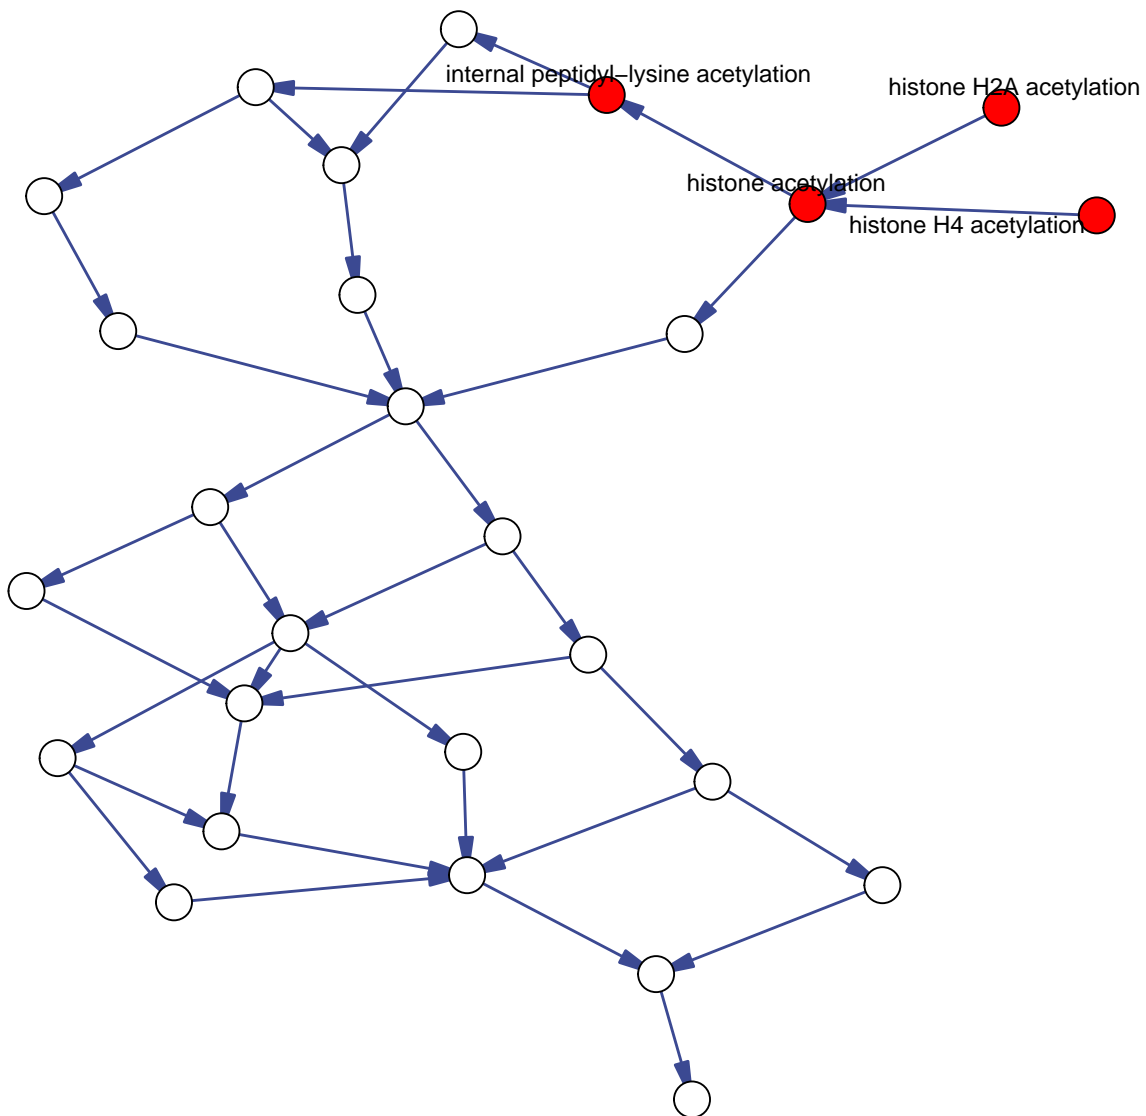 internal peptidyl−lysine acetylation
histone H2A acetylation
histone acetylation
histone H4 acetylation